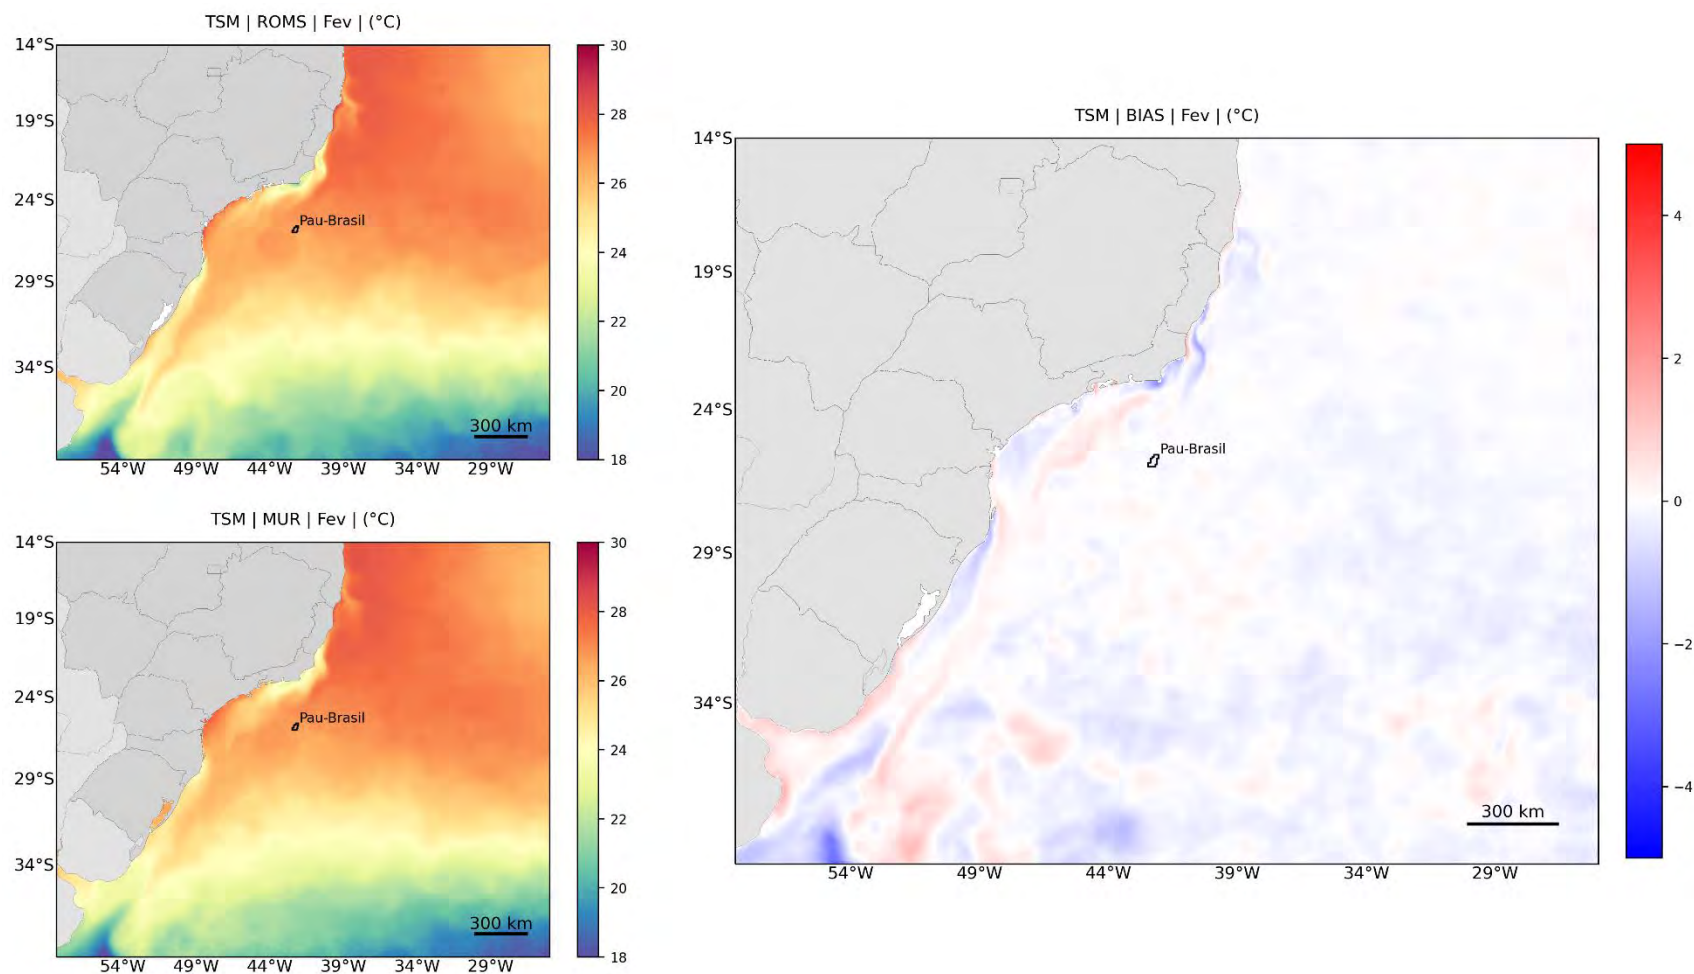 TSM | ROMS | Fev | (°C)
14°S
19°S
24°S
29°S
34°S
54°W 49°W 44°W 39°W 34°W 29°W
Pau-Brasil
300 km
30
28
26
24
22
20
18
TSM | MUR | Fev | (°C)
14°S
19°S
24°S
29°S
34°S
54°W 49°W 44°W 39°W 34°W 29°W
Pau-Brasil
300 km
30
28
26
24
22
20
18
TSM | BIAS | Fev | (°C)
14°S
19°S
24°S
29°S
34°S
54°W 49°W 44°W 39°W 34°W 29°W
Pau-Brasil
300 km
4
2
0
−2
−4